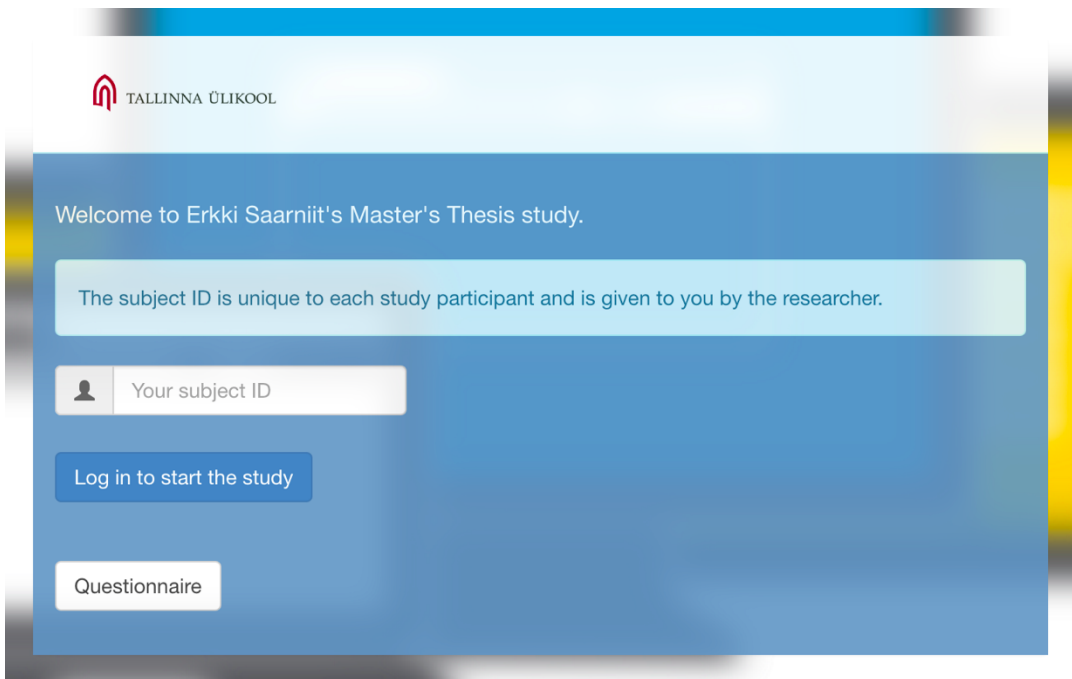 TALLINNA ÜLIKOOL
Welcome to Erkki Saarniit's Master's Thesis study.
The subject ID is unique to each study participant and is given to you by the researcher.
Your subject ID
Log in to start the study
Questionnaire